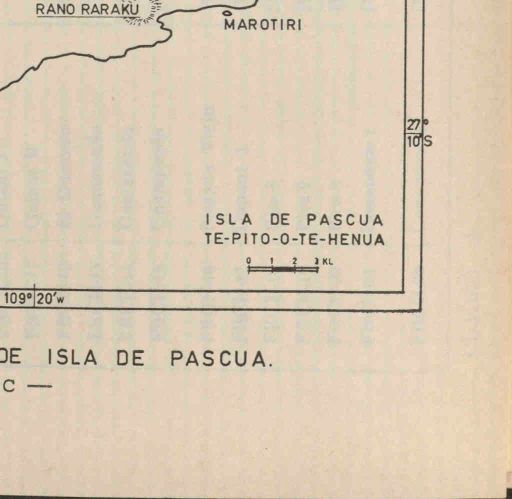 RANO RARAKU
MAROTIRI
27°
10'S
ISLA DE PASCUA
TE-PITO-O-TE-HENUA
0 1 2 3 KL
109° 20'W
DE ISLA DE PASCUA.
C —